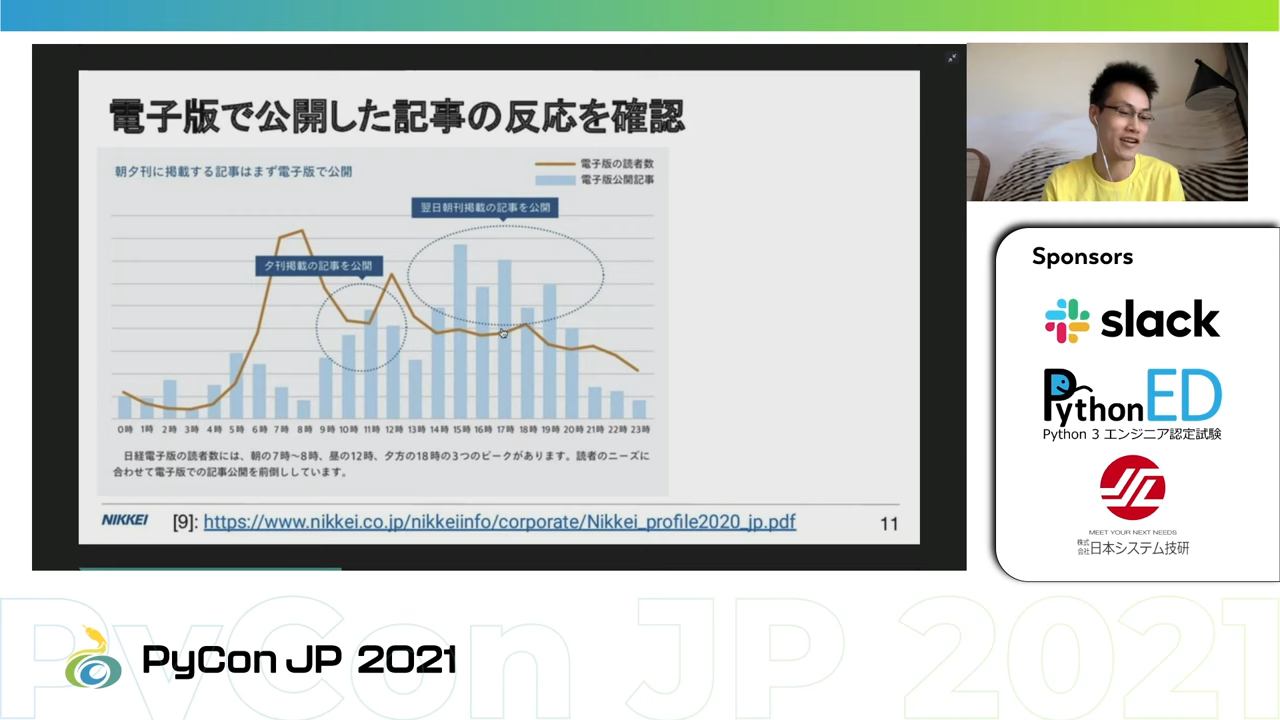 電子版で公開した記事の反応を確認
朝夕刊に掲載する記事はまず電子版で公開
電子版の読者数
電子版公開記事
翌日朝刊掲載の記事を公開
夕刊掲載の記事を公開
0時 1時 2時 3時 4時 5時 6時 7時 8時 9時 10時 11時 12時 13時 14時 15時 16時 17時 18時 19時 20時 21時 22時 23時
日経電子版の読者数には、朝の7時〜8時、昼の12時、夕方の18時の3つのピークがあります。読者のニーズに
合わせて電子版での記事公開を前倒ししています。
NIKKEI [9]: https://www.nikkei.co.jp/nikkeiinfo/corporate/Nikkei_profile2020_jp.pdf 11
Sponsors
slack
PythonED
Python 3 エンジニア認定試験
MEET YOUR NEXT NEEDS
株式会社日本システム技研
PyCon JP 2021
PyCon JP 2021